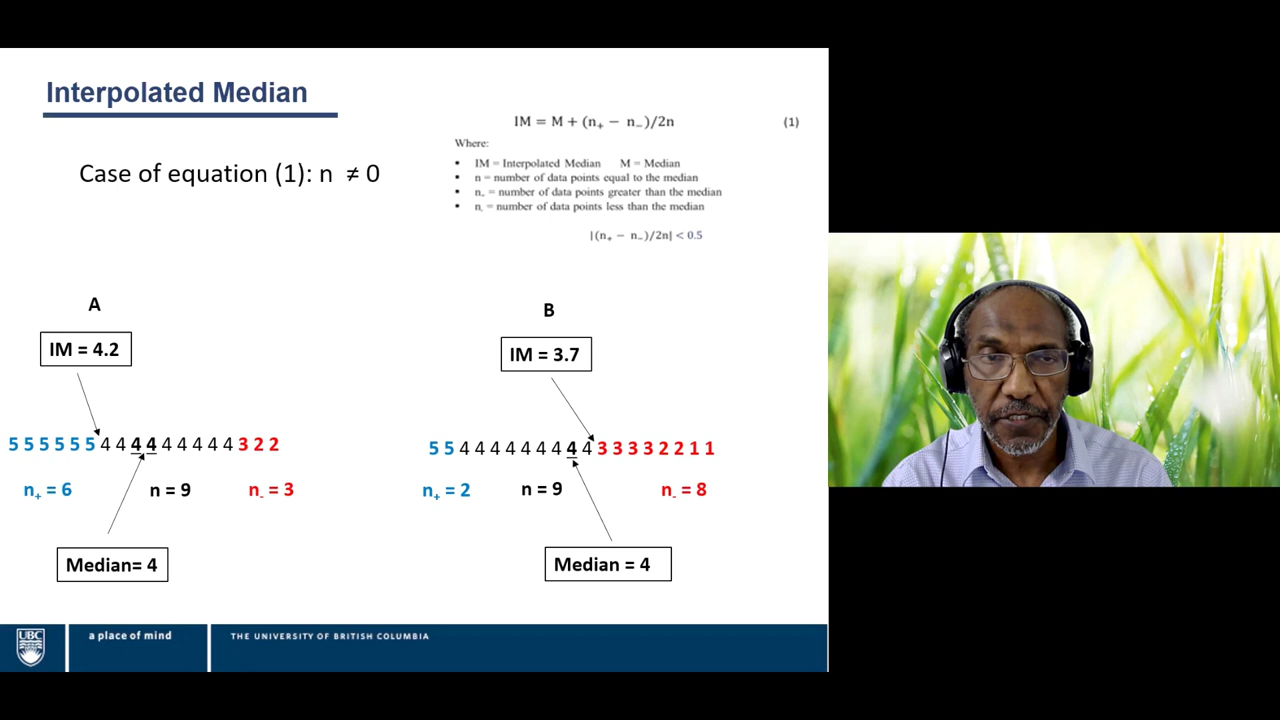 Interpolated Median
IM = M + (n₊ − n₋)/2n (1)
Where:
Case of equation (1): n ≠ 0
• IM = Interpolated Median M = Median
• n = number of data points equal to the median
• n₊ = number of data points greater than the median
• n₋ = number of data points less than the median
|(n₊ − n₋)/2n| < 0.5
A
IM = 4.2
5 5 5 5 5 5 4 4 4 4 4 4 4 4 4 3 2 2
n₊ = 6 n = 9 n₋ = 3
Median= 4
B
IM = 3.7
5 5 4 4 4 4 4 4 4 4 4 3 3 3 3 2 2 1 1
n₊ = 2 n = 9 n₋ = 8
Median = 4
UBC
a place of mind
THE UNIVERSITY OF BRITISH COLUMBIA